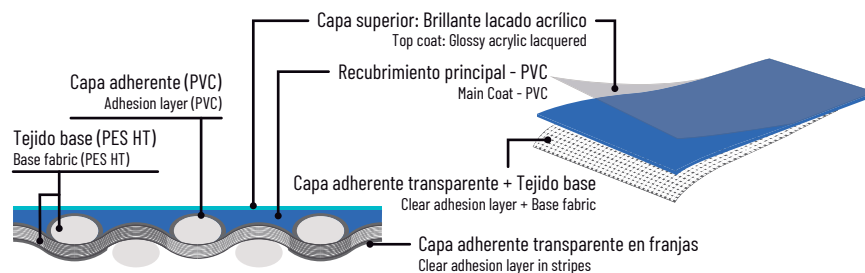 Capa superior: Brillante lacado acrílico
Top coat: Glossy acrylic lacquered
Recubrimiento principal - PVC
Main Coat - PVC
Capa adherente (PVC)
Adhesion layer (PVC)
Tejido base (PES HT)
Base fabric (PES HT)
Capa adherente transparente + Tejido base
Clear adhesion layer + Base fabric
Capa adherente transparente en franjas
Clear adhesion layer in stripes